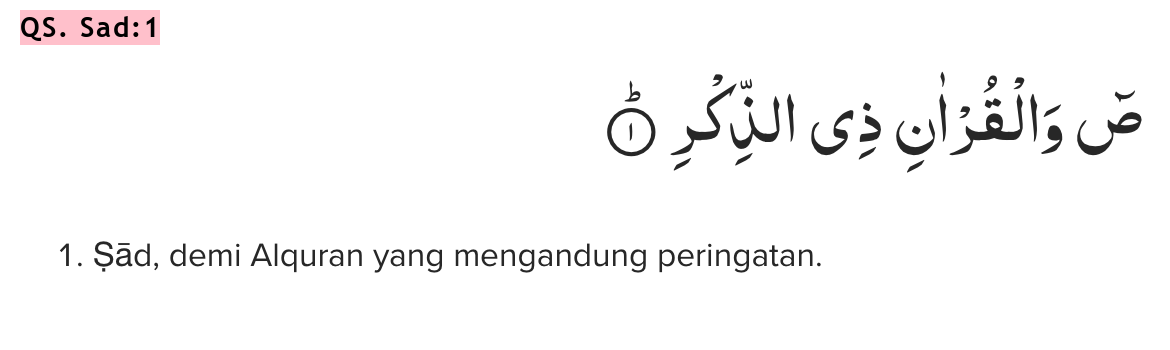 QS. Sad:1
صۤ وَالْقُرْاٰنِ ذِى الذِّكْرِۗ ۝١
1. Ṣād, demi Alquran yang mengandung peringatan.